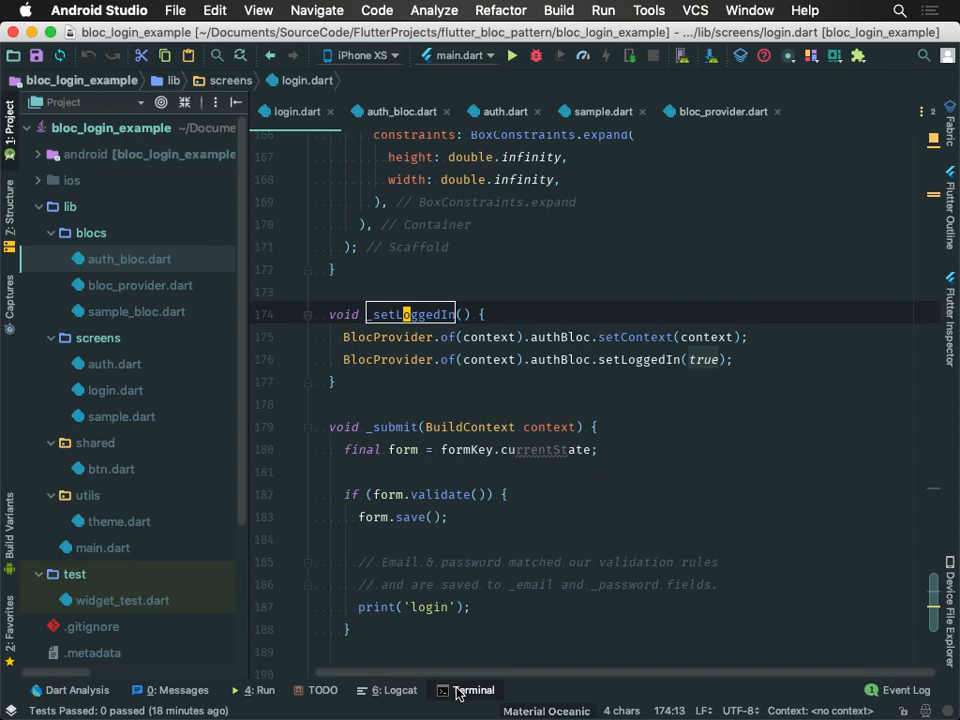 Android Studio File Edit View Navigate Code Analyze Refactor Build Run Tools VCS Window Help
bloc_login_example [~/Documents/SourceCode/FlutterProjects/flutter_bloc_pattern/bloc_login_example] - .../lib/screens/login.dart [bloc_login_example]
iPhone XS main.dart
bloc_login_example lib screens login.dart
1: Project
Project
login.dart auth_bloc.dart auth.dart sample.dart bloc_provider.dart 2
bloc_login_example ~/Docume
android [bloc_login_example
ios
lib
blocs
auth_bloc.dart
bloc_provider.dart
sample_bloc.dart
screens
auth.dart
login.dart
sample.dart
shared
btn.dart
utils
theme.dart
main.dart
test
widget_test.dart
.gitignore
.metadata
Z: Structure
Captures
Build Variants
2: Favorites
166 constraints: BoxConstraints.expand(
167 height: double.infinity,
168 width: double.infinity,
169 ), // BoxConstraints.expand
170 ), // Container
171 ); // Scaffold
172 }
173
174 void _setLoggedIn() {
175 BlocProvider.of(context).authBloc.setContext(context);
176 BlocProvider.of(context).authBloc.setLoggedIn(true);
177 }
178
179 void _submit(BuildContext context) {
180 final form = formKey.currentState;
181
182 if (form.validate()) {
183 form.save();
184
185 // Email & password matched our validation rules
186 // and are saved to _email and _password fields.
187 print('login');
188 }
189
190
Fabric
Flutter Outline
Flutter Inspector
Device File Explorer
Dart Analysis 0: Messages 4: Run TODO 6: Logcat Terminal Event Log
Tests Passed: 0 passed (18 minutes ago) Material Oceanic 4 chars 174:13 LF UTF-8 Context: <no context>